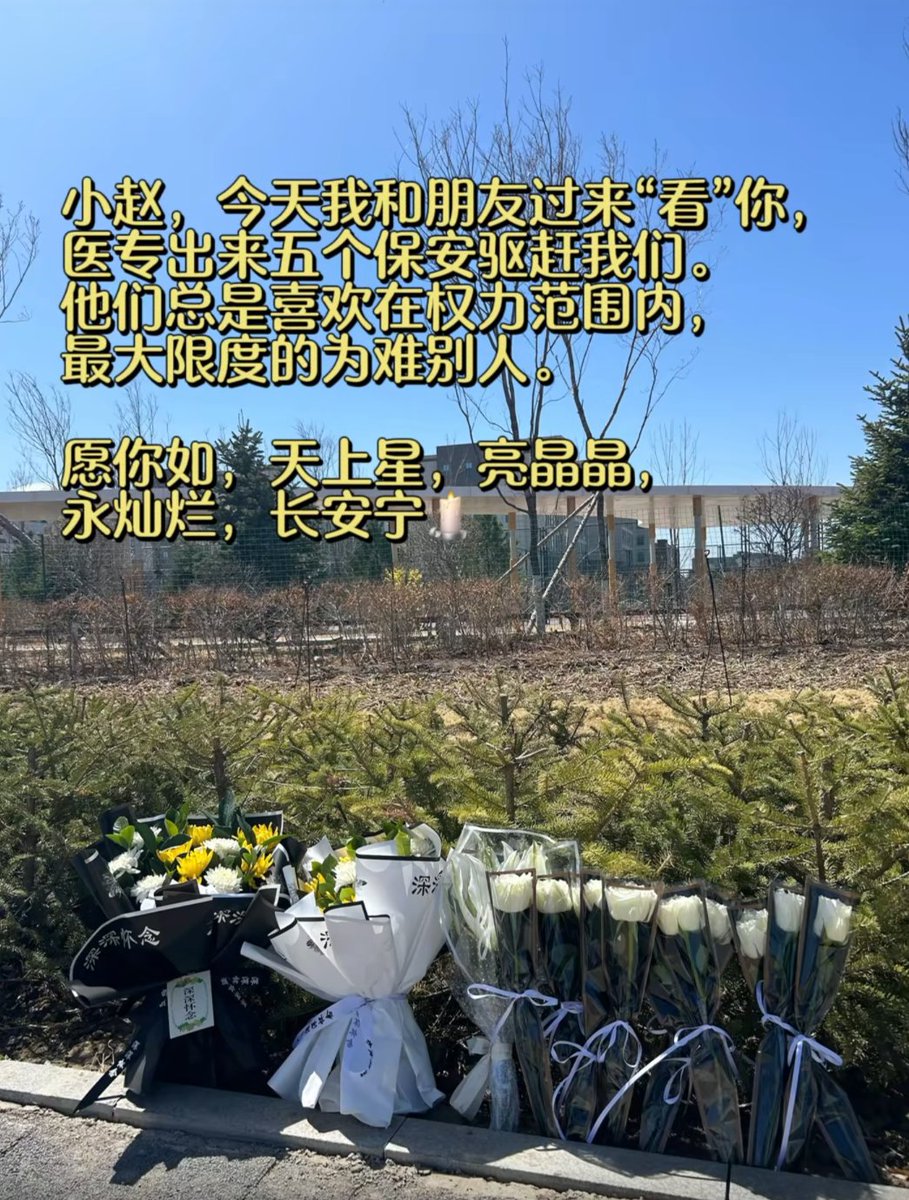 小赵，今天我和朋友过来“看”你，
医专出来五个保安驱赶我们。
他们总是喜欢在权力范围内，
最大限度的为难别人。
愿你如，天上星，亮晶晶，
永灿烂，长安宁
深深怀念
深深怀念
深